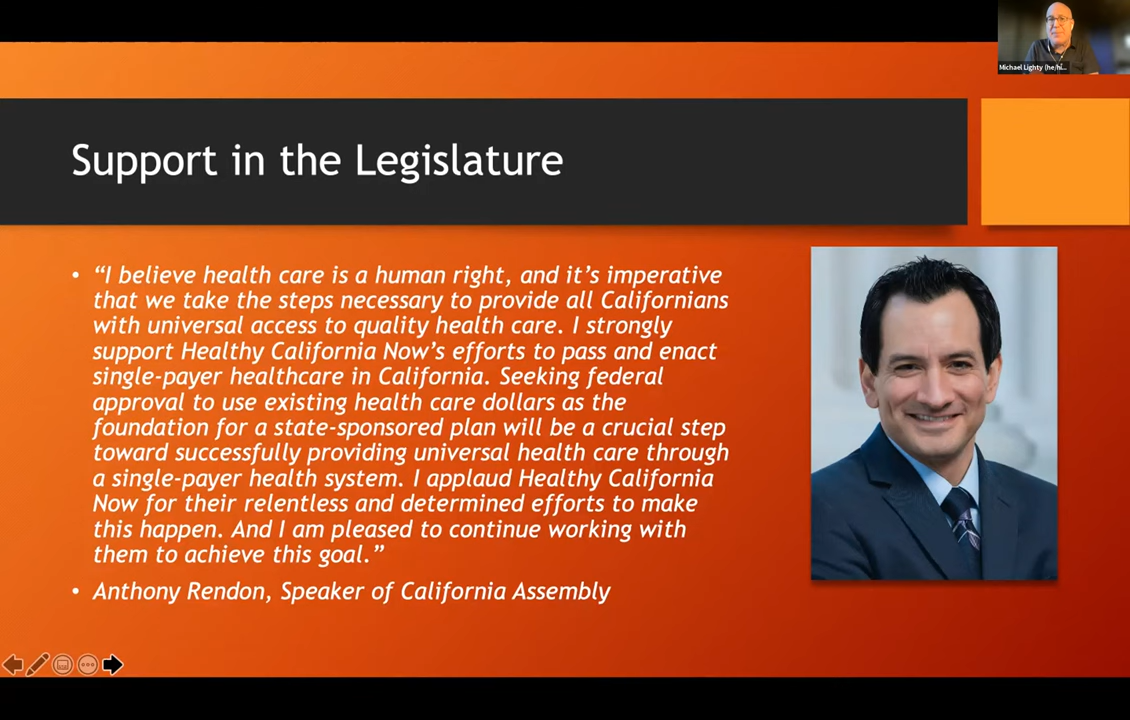 Michael Lighty (he/hi...
Support in the Legislature
• “I believe health care is a human right, and it’s imperative
that we take the steps necessary to provide all Californians
with universal access to quality health care. I strongly
support Healthy California Now’s efforts to pass and enact
single-payer healthcare in California. Seeking federal
approval to use existing health care dollars as the
foundation for a state-sponsored plan will be a crucial step
toward successfully providing universal health care through
a single-payer health system. I applaud Healthy California
Now for their relentless and determined efforts to make
this happen. And I am pleased to continue working with
them to achieve this goal.”
• Anthony Rendon, Speaker of California Assembly